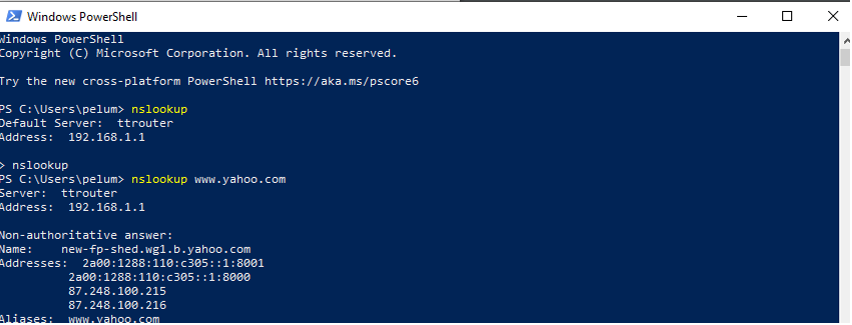 Windows PowerShell
Windows PowerShell
Copyright (C) Microsoft Corporation. All rights reserved.
Try the new cross-platform PowerShell https://aka.ms/pscore6
PS C:\Users\pelum> nslookup
Default Server:  ttrouter
Address:  192.168.1.1
> nslookup
PS C:\Users\pelum> nslookup www.yahoo.com
Server:  ttrouter
Address:  192.168.1.1
Non-authoritative answer:
Name:    new-fp-shed.wg1.b.yahoo.com
Addresses:  2a00:1288:110:c305::1:8001
2a00:1288:110:c305::1:8000
87.248.100.215
87.248.100.216
Aliases:  www.yahoo.com